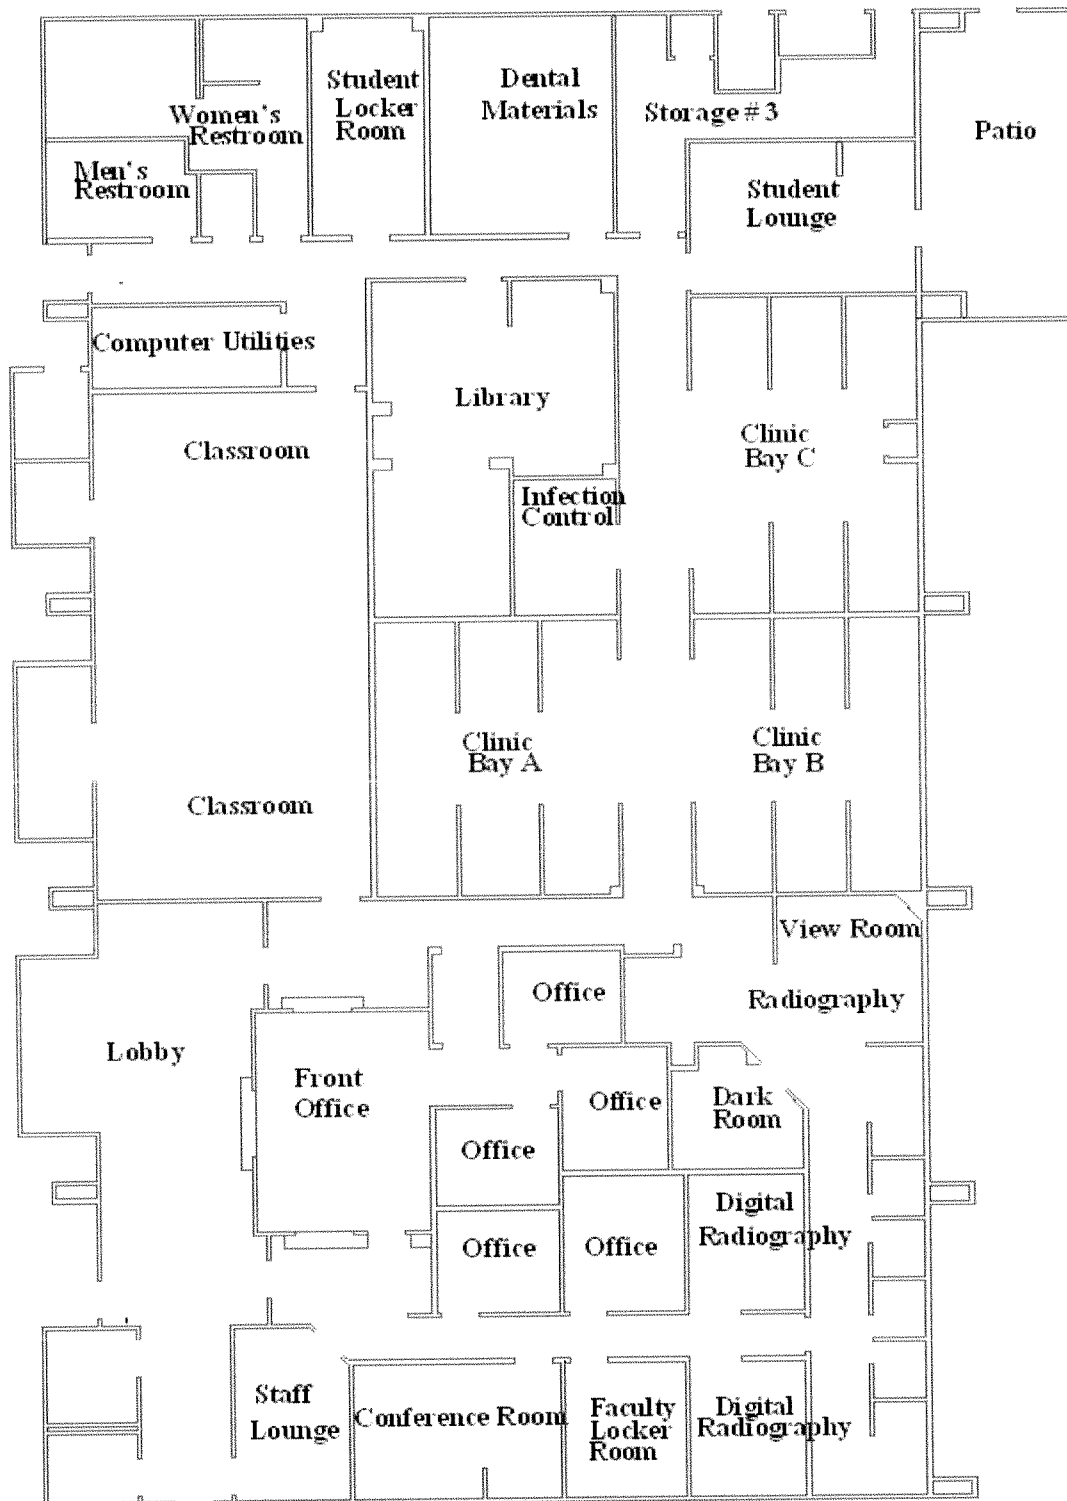 Women's
Restroom
Men's
Restroom
Student
Locker
Room
Dental
Materials
Storage #3
Patio
Student
Lounge
Computer Utilities
Library
Classroom
Clinic
Bay C
Infection
Control
Clinic
Bay A
Clinic
Bay B
Classroom
View Room
Office
Radiography
Lobby
Front
Office
Office
Dark
Room
Office
Digital
Radiography
Office
Office
Staff
Lounge
Conference Room
Faculty
Locker
Room
Digital
Radiography